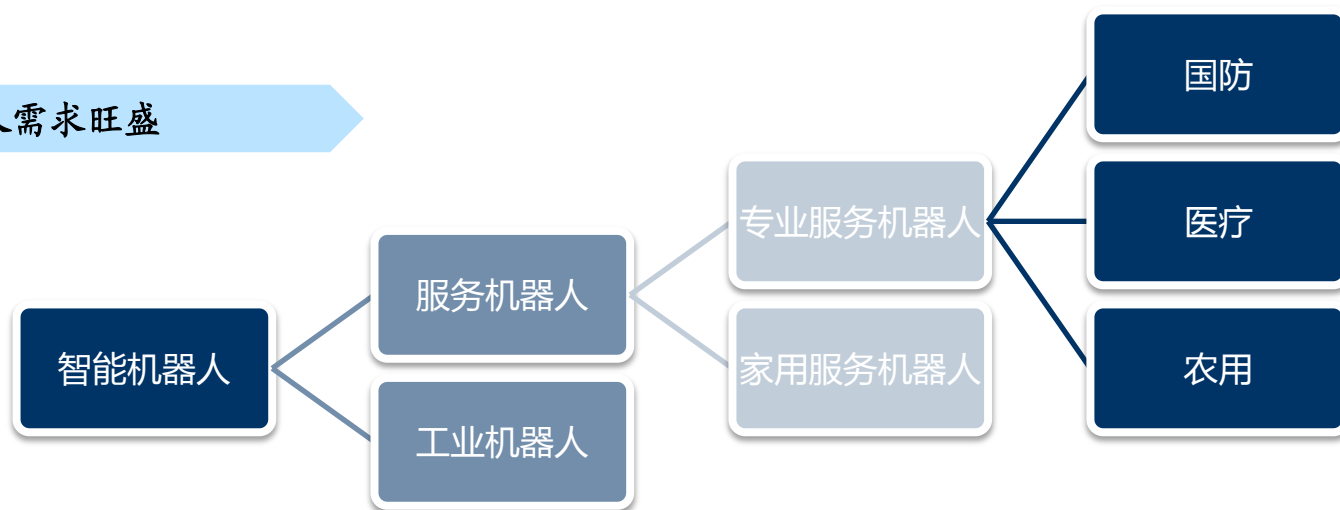 需求旺盛
国防
专业服务机器人
医疗
服务机器人
智能机器人
家用服务机器人
农用
工业机器人